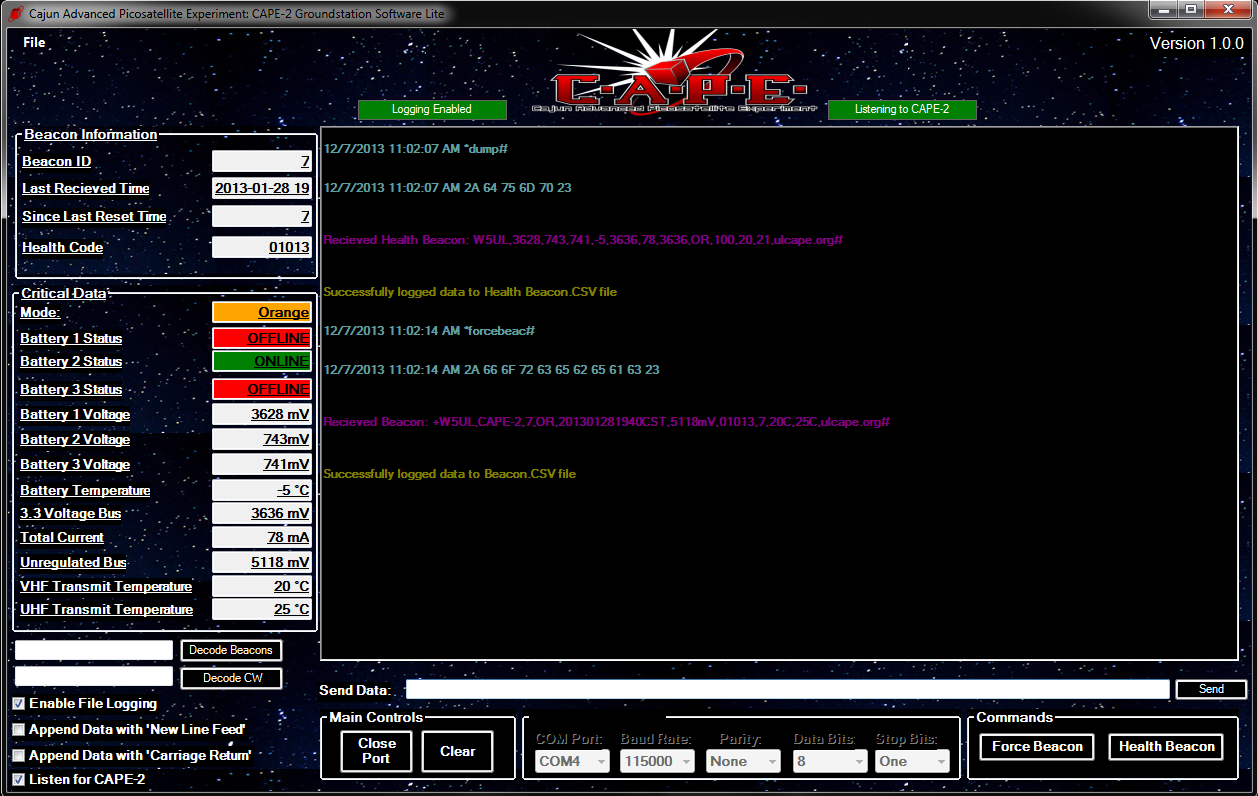 Cajun Advanced Picosatellite Experiment: CAPE-2 Groundstation Software Lite
File
Version 1.0.0
C·A·P·E·
Cajun Advanced Picosatellite Experiment
Logging Enabled
Listening to CAPE-2
Beacon Information
Beacon ID 7
Last Recieved Time 2013-01-28 19
Since Last Reset Time 7
Health Code 01013
Critical Data
Mode: Orange
Battery 1 Status OFFLINE
Battery 2 Status ONLINE
Battery 3 Status OFFLINE
Battery 1 Voltage 3628 mV
Battery 2 Voltage 743mV
Battery 3 Voltage 741mV
Battery Temperature -5 °C
3.3 Voltage Bus 3636 mV
Total Current 78 mA
Unregulated Bus 5118 mV
VHF Transmit Temperature 20 °C
UHF Transmit Temperature 25 °C
Decode Beacons
Decode CW
Enable File Logging
Append Data with 'New Line Feed'
Append Data with 'Carriage Return'
Listen for CAPE-2
12/7/2013 11:02:07 AM *dump#
12/7/2013 11:02:07 AM 2A 64 75 6D 70 23
Recieved Health Beacon: W5UL,3628,743,741,-5,3636,78,3636,OR,100,20,21,ulcape.org#
Successfully logged data to Health Beacon.CSV file
12/7/2013 11:02:14 AM *forcebeac#
12/7/2013 11:02:14 AM 2A 66 6F 72 63 65 62 65 61 63 23
Recieved Beacon: +W5UL,CAPE-2,7,OR,201301281940CST,5118mV,01013,7,20C,25C,ulcape.org#
Successfully logged data to Beacon.CSV file
Send Data:
Send
Main Controls
Close
Port
Clear
COM Port: Baud Rate: Parity: Data Bits: Stop Bits:
COM4 115000 None 8 One
Commands
Force Beacon
Health Beacon